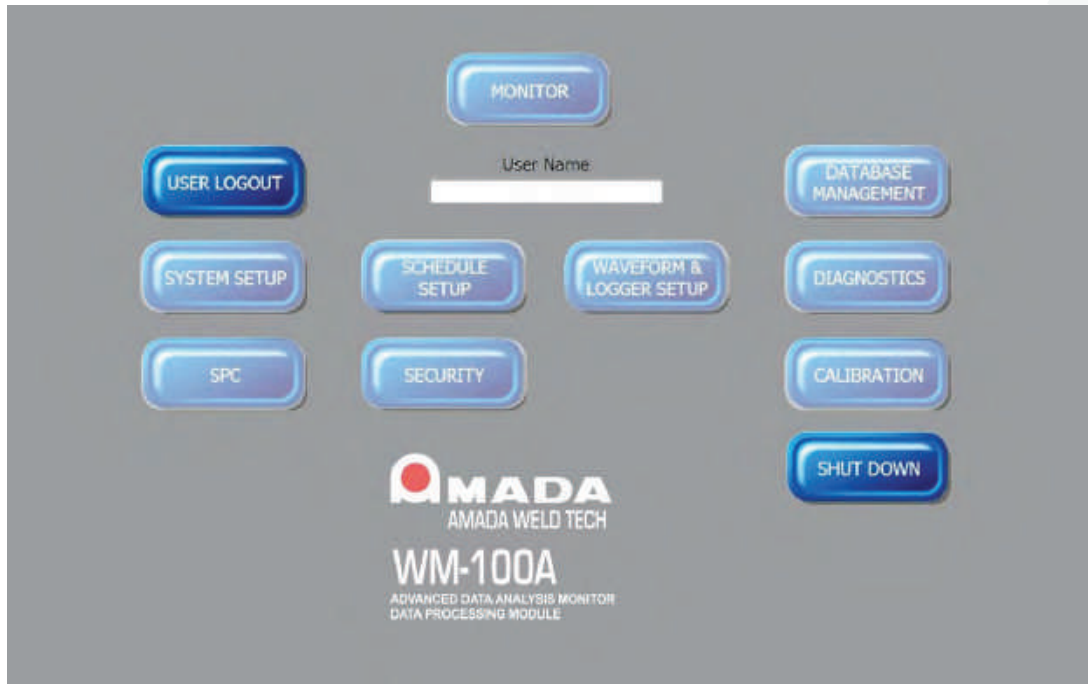 MONITOR
USER LOGOUT
User Name
DATABASE
MANAGEMENT
SYSTEM SETUP
SCHEDULE
SETUP
WAVEFORM &
LOGGER SETUP
DIAGNOSTICS
SPC
SECURITY
CALIBRATION
SHUT DOWN
AMADA
AMADA WELD TECH
WM-100A
ADVANCED DATA ANALYSIS MONITOR
DATA PROCESSING MODULE